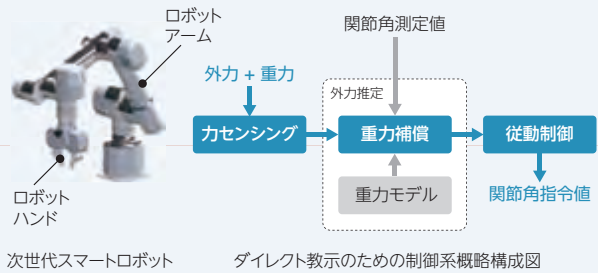 ロボット
アーム
関節角測定値
外力 + 重力
外力推定
力センシング
重力補償
従動制御
重力モデル
関節角指令値
ロボット
ハンド
次世代スマートロボット
ダイレクト教示のための制御系概略構成図